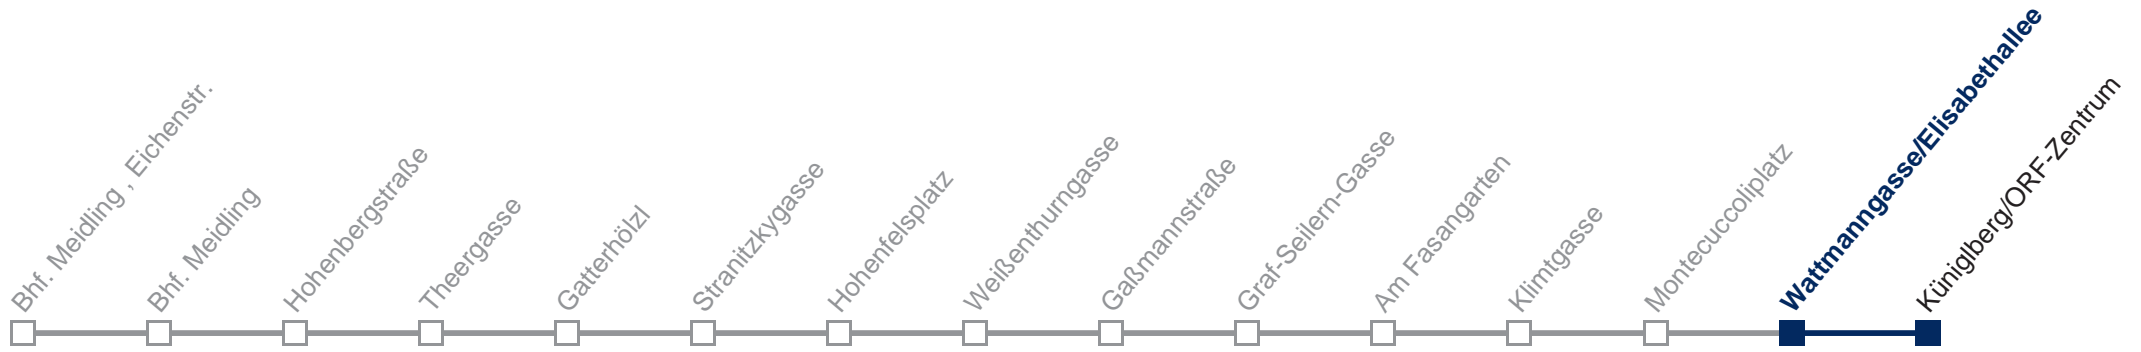 Bhf. Meidling , Eichenstr.
Bhf. Meidling
Hohenbergstraße
Theergasse
Gatterhölzl
Stranitzkygasse
Hohenfelsplatz
Weißenthurngasse
Gaßmannstraße
Graf-Seilern-Gasse
Am Fasangarten
Klimtgasse
Montecuccoliplatz
Wattmanngasse/Elisabethallee
Küniglberg/ORF-Zentrum